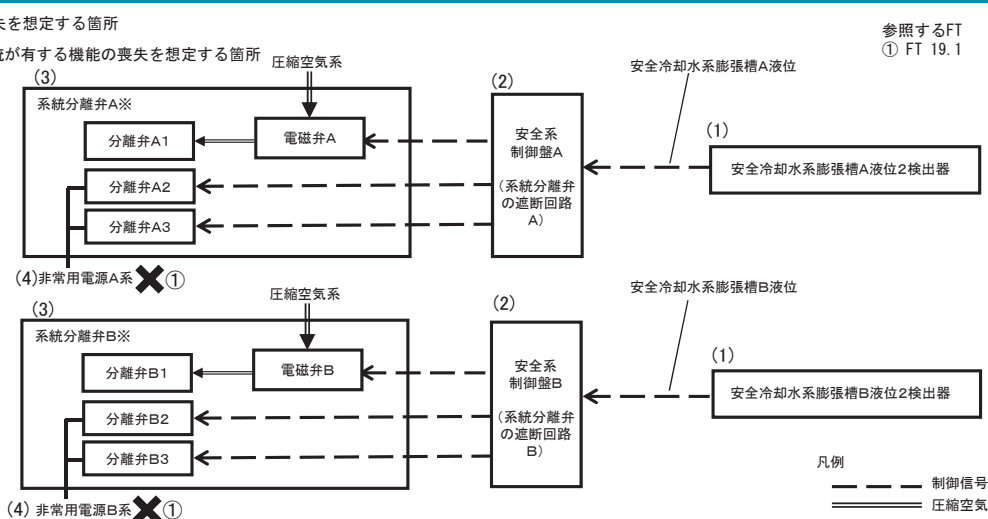 失を想定する箇所
統が有する機能の喪失を想定する箇所
参照するFT
① FT 19.1
圧縮空気系
安全冷却水系膨張槽A液位
(3)
系統分離弁A※
分離弁A1
電磁弁A
分離弁A2
分離弁A3
(2)
安全系
制御盤A
(系統分離弁
の遮断回路
A)
(1)
安全冷却水系膨張槽A液位2検出器
(4)非常用電源A系 ①
圧縮空気系
安全冷却水系膨張槽B液位
(3)
系統分離弁B※
分離弁B1
電磁弁B
分離弁B2
分離弁B3
(2)
安全系
制御盤B
(系統分離弁
の遮断回路
B)
(1)
安全冷却水系膨張槽B液位2検出器
(4) 非常用電源B系 ①
凡例
制御信号
圧縮空気